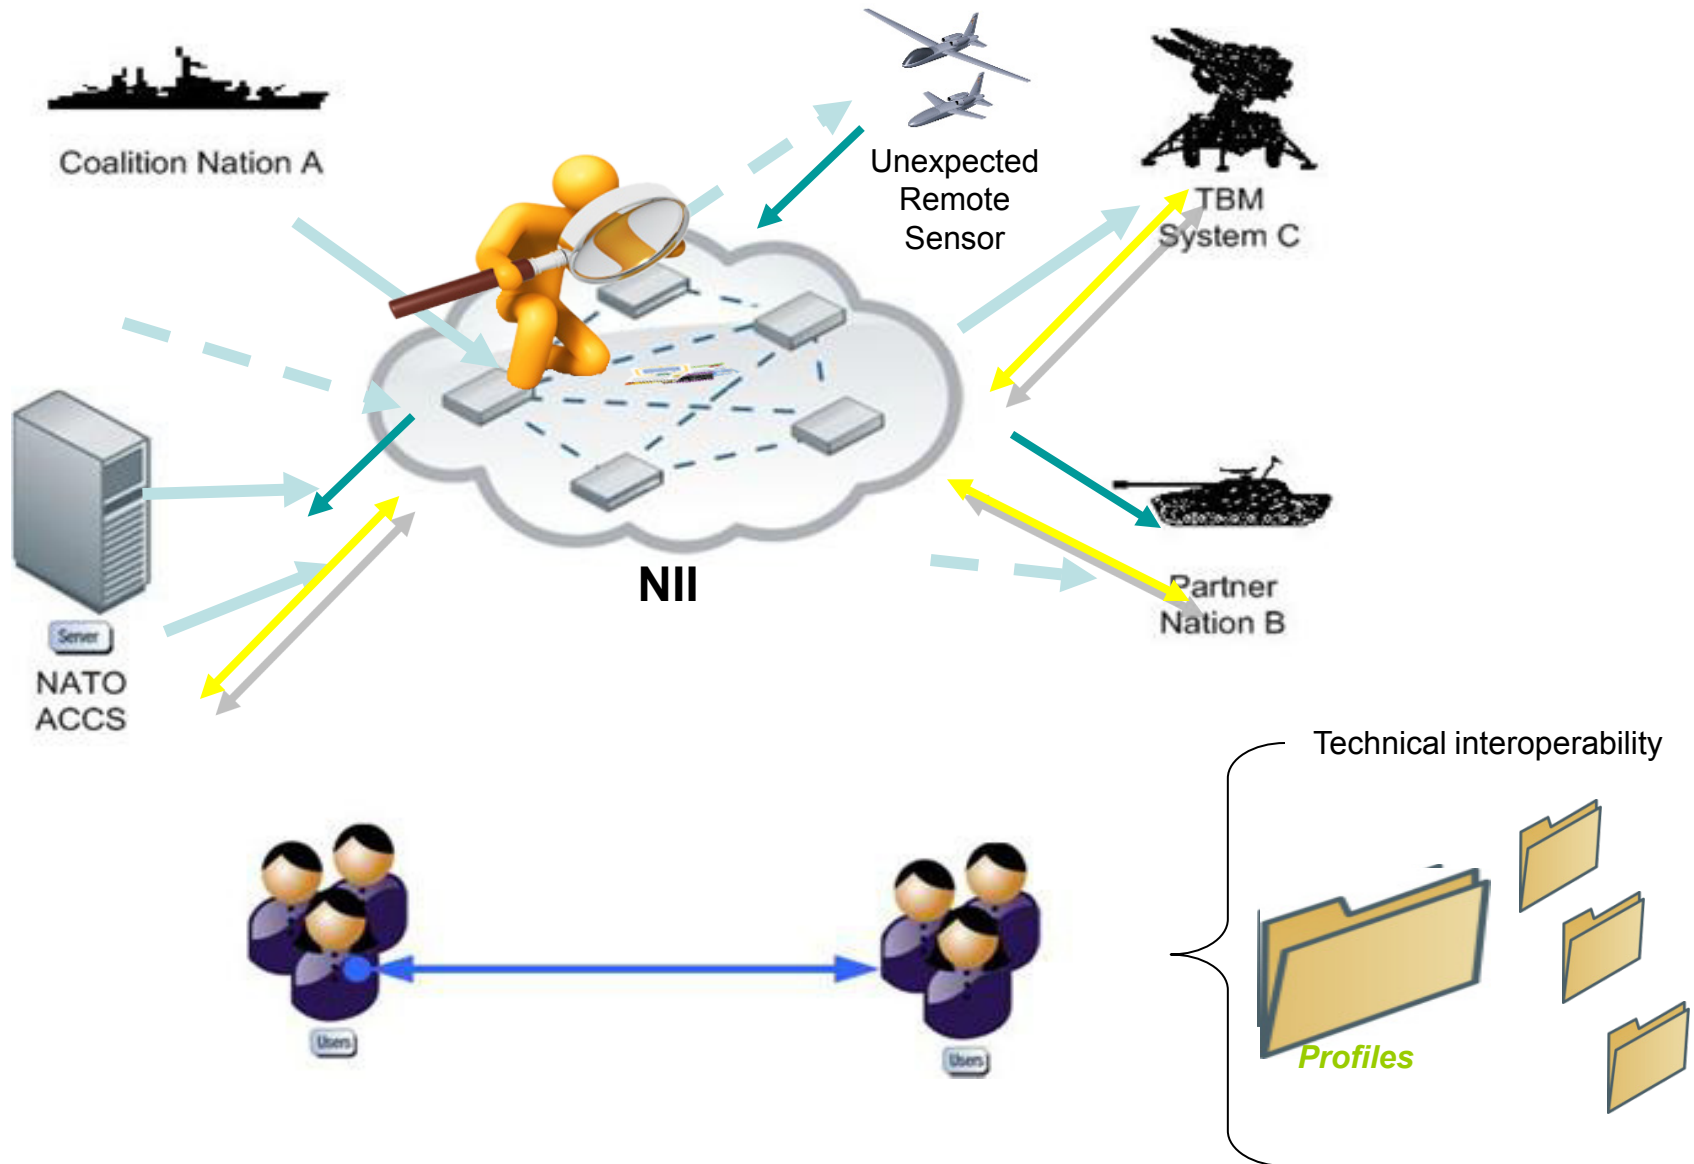 Coalition Nation A
Unexpected
Remote
Sensor
TBM
System C
NII
Server
NATO
ACCS
Partner
Nation B
Technical interoperability
Users
Users
Profiles